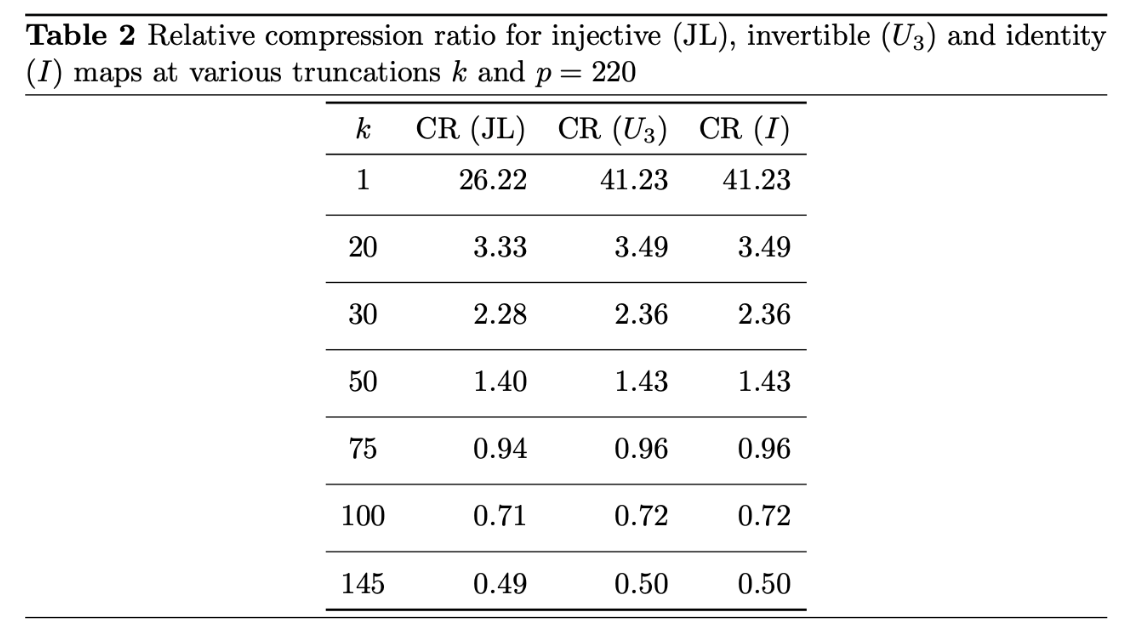 Table 2 Relative compression ratio for injective (JL), invertible (U₃) and identity
(I) maps at various truncations k and p = 220
k CR (JL) CR (U₃) CR (I)
1 26.22 41.23 41.23
20 3.33 3.49 3.49
30 2.28 2.36 2.36
50 1.40 1.43 1.43
75 0.94 0.96 0.96
100 0.71 0.72 0.72
145 0.49 0.50 0.50